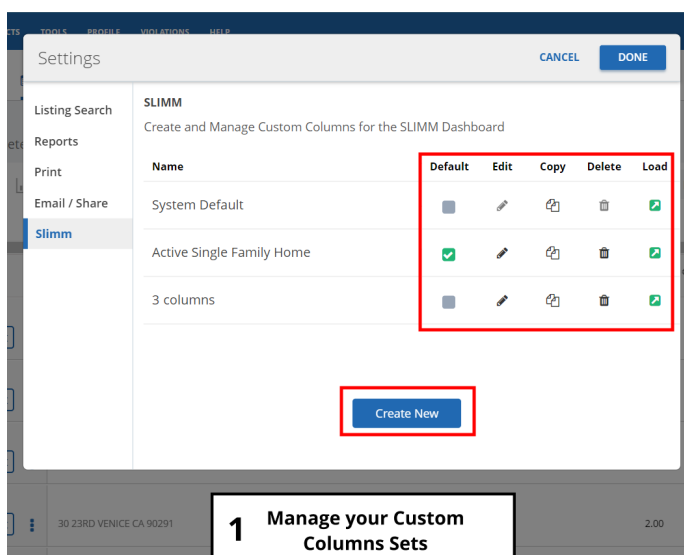 CTS TOOLS PROFILE VIOLATIONS HELP
Settings
CANCEL
DONE
Listing Search
Reports
Print
Email / Share
Slimm
SLIMM
Create and Manage Custom Columns for the SLIMM Dashboard
Name Default Edit Copy Delete Load
System Default
Active Single Family Home
3 columns
Create New
30 23RD VENICE CA 90291
2.00
1 Manage your Custom
Columns Sets